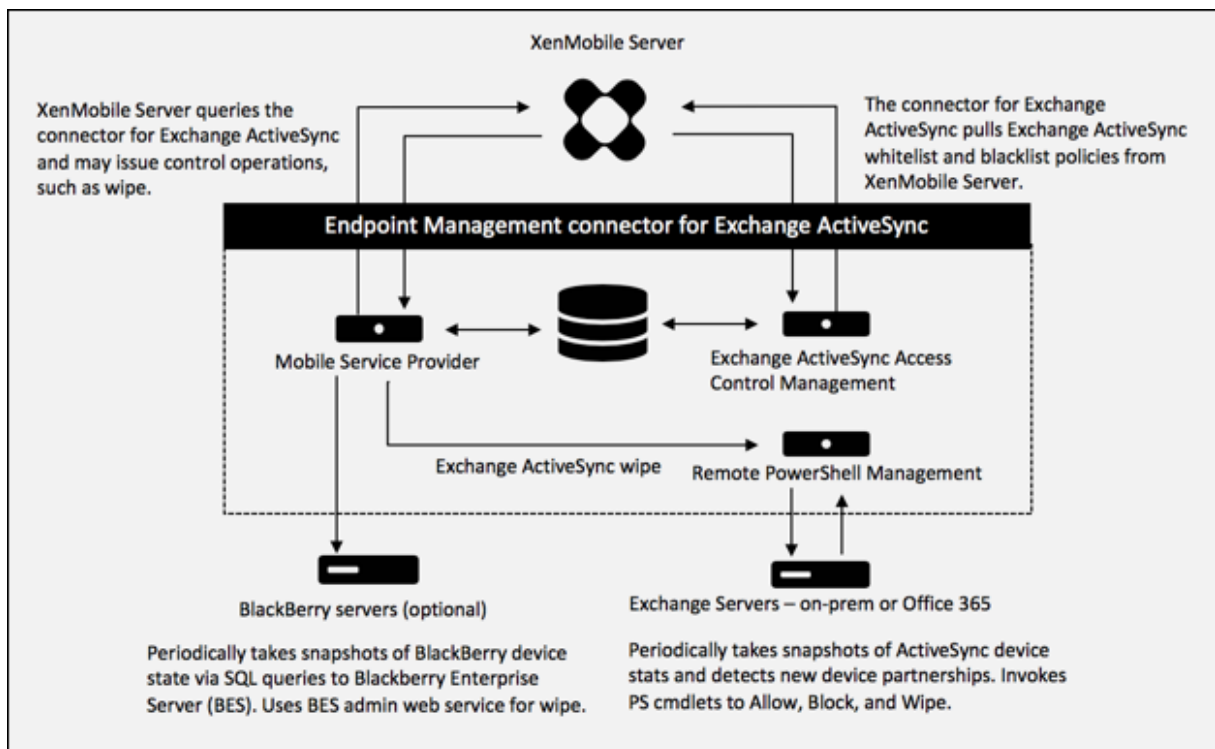 XenMobile Server
XenMobile Server queries the
connector for Exchange ActiveSync
and may issue control operations,
such as wipe.
The connector for Exchange
ActiveSync pulls Exchange ActiveSync
whitelist and blacklist policies from
XenMobile Server.
Endpoint Management connector for Exchange ActiveSync
Mobile Service Provider
Exchange ActiveSync Access
Control Management
Exchange ActiveSync wipe
Remote PowerShell Management
BlackBerry servers (optional)
Periodically takes snapshots of BlackBerry device
state via SQL queries to Blackberry Enterprise
Server (BES). Uses BES admin web service for wipe.
Exchange Servers – on-prem or Office 365
Periodically takes snapshots of ActiveSync device
stats and detects new device partnerships. Invokes
PS cmdlets to Allow, Block, and Wipe.